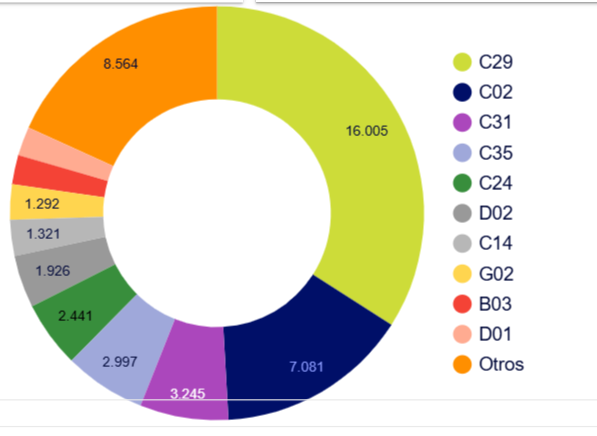 8.564
16.005
1.292
1.321
1.926
2.441
2.997
3.245
7.081
C29
C02
C31
C35
C24
D02
C14
G02
B03
D01
Otros